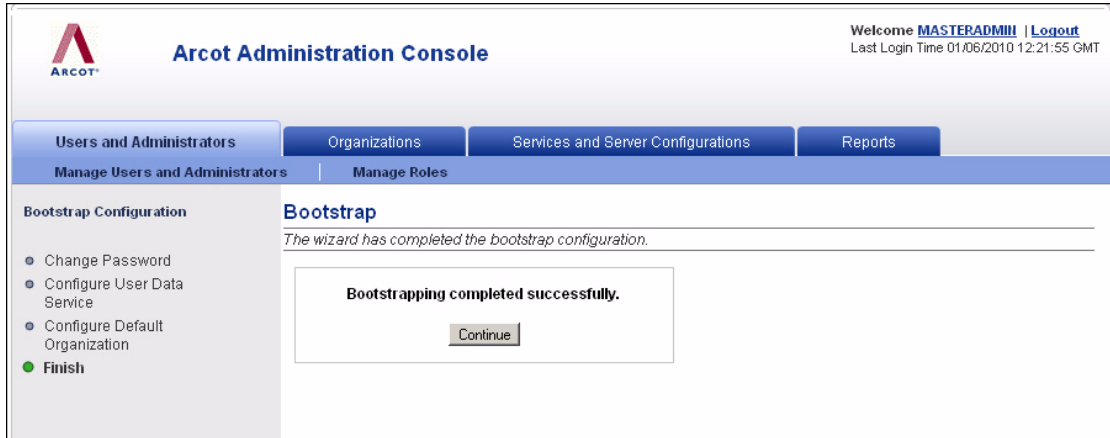 Welcome MASTERADMIN | Logout
Last Login Time 01/06/2010 12:21:55 GMT
ARCOT
Arcot Administration Console
Users and Administrators
Organizations
Services and Server Configurations
Reports
Manage Users and Administrators
Manage Roles
Bootstrap Configuration
Change Password
Configure User Data
Service
Configure Default
Organization
Finish
Bootstrap
The wizard has completed the bootstrap configuration.
Bootstrapping completed successfully.
Continue